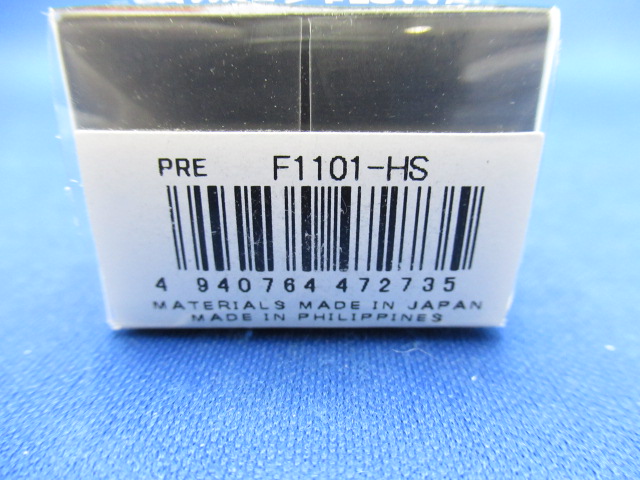 PRE F1101-HS
4 940764 472735
MATERIALS MADE IN JAPAN
MADE IN PHILIPPINES